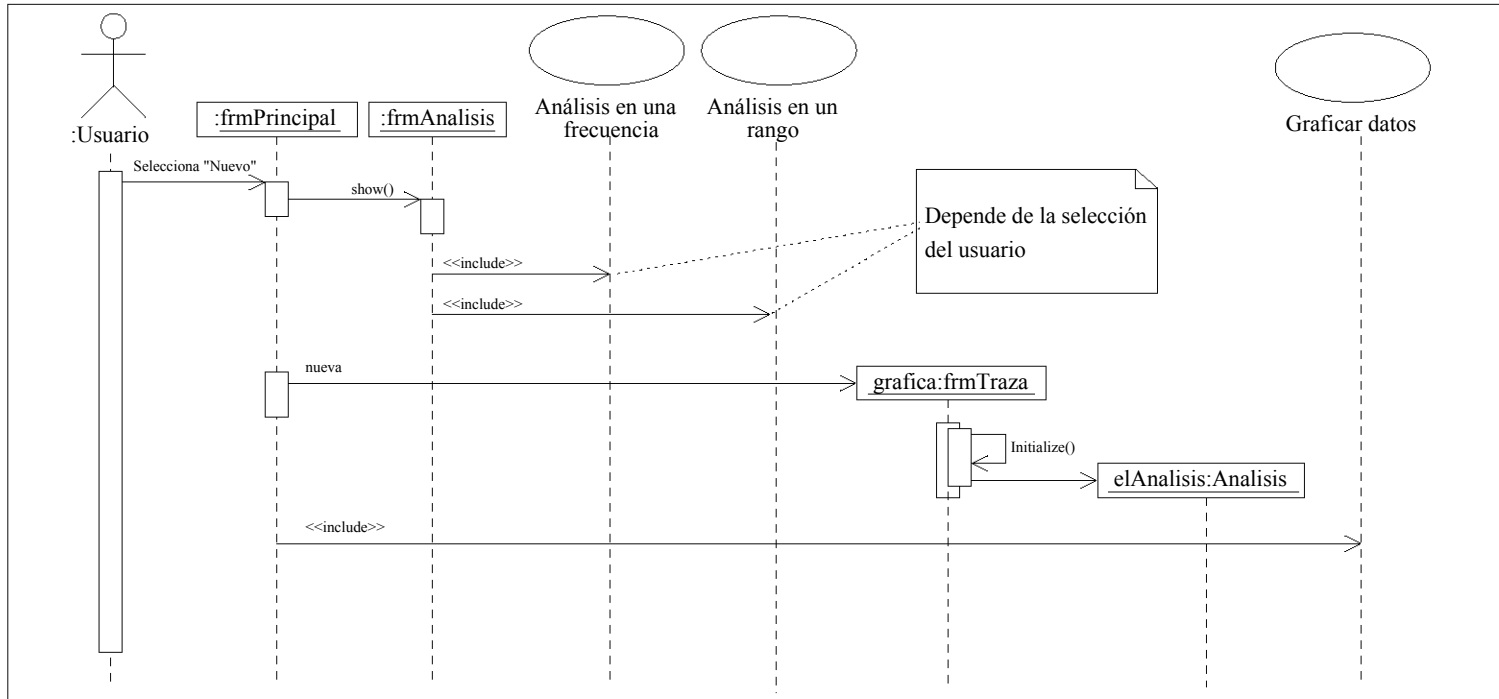 :Usuario
:frmPrincipal
:frmAnalisis
Análisis en una
frecuencia
Análisis en un
rango
Graficar datos
Selecciona "Nuevo"
show()
Depende de la selección
del usuario
<<include>>
<<include>>
nueva
grafica:frmTraza
Initialize()
elAnalisis:Analisis
<<include>>